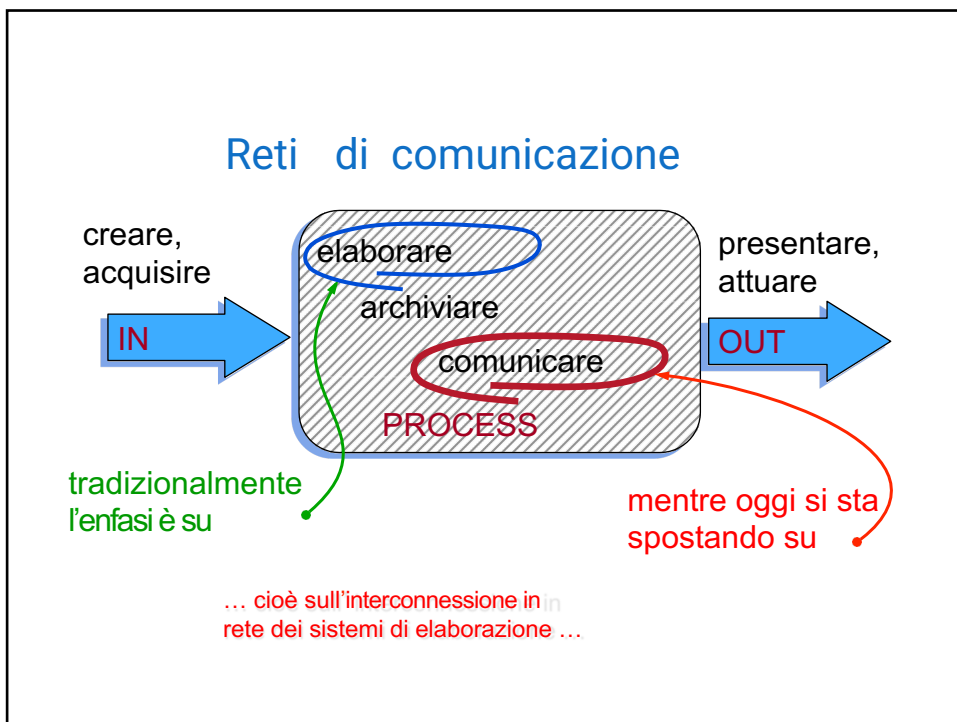 Reti di comunicazione
creare,
acquisire
IN
elaborare
archiviare
comunicare
PROCESS
presentare,
attuare
OUT
tradizionalmente
l'enfasi è su
mentre oggi si sta
spostando su
… cioè sull'interconnessione in
rete dei sistemi di elaborazione …